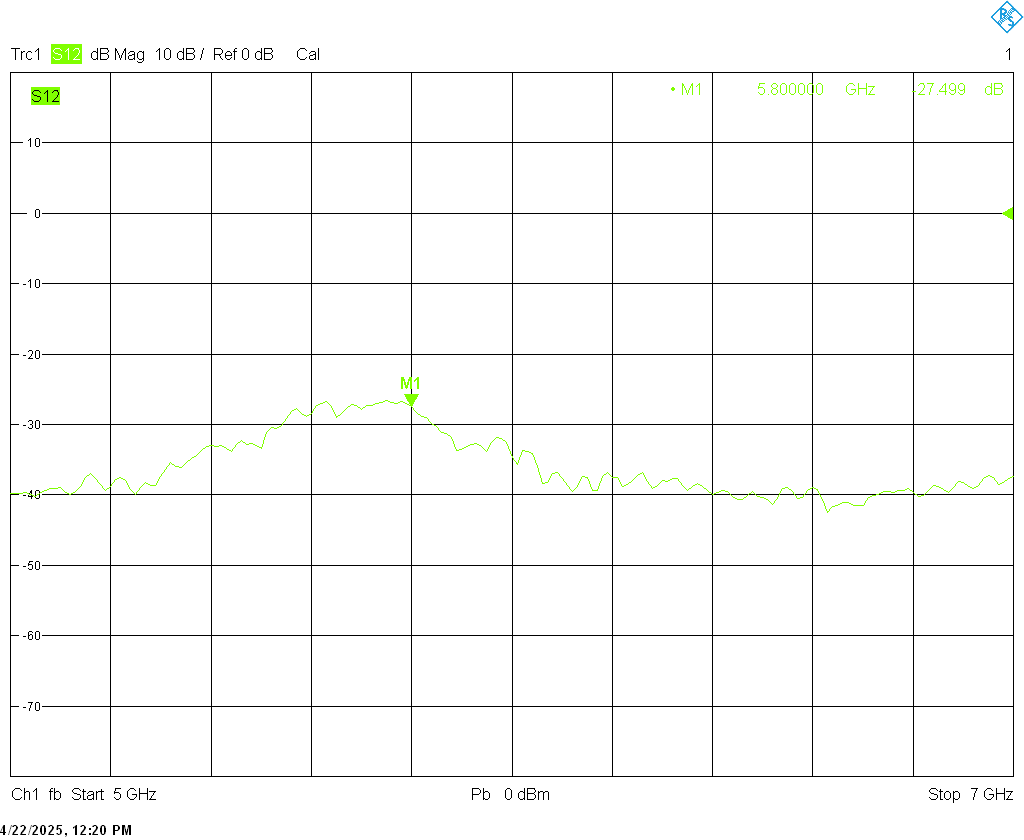 R&S
Trc1 S12 dB Mag 10 dB / Ref 0 dB Cal 1
S12 • M1 5.800000 GHz -27.499 dB
10
0
-10
-20
M1
-30
-40
-50
-60
-70
Ch1 fb Start 5 GHz Pb 0 dBm Stop 7 GHz
4/22/2025, 12:20 PM